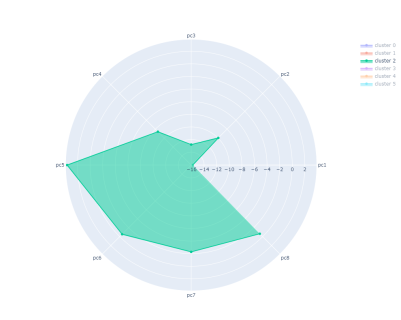 pc3
cluster 0
cluster 1
cluster 2
cluster 3
cluster 4
cluster 5
pc4
pc2
pc5
−16 −14 −12 −10 −8 −6 −4 −2 0 2
pc1
pc6
pc8
pc7